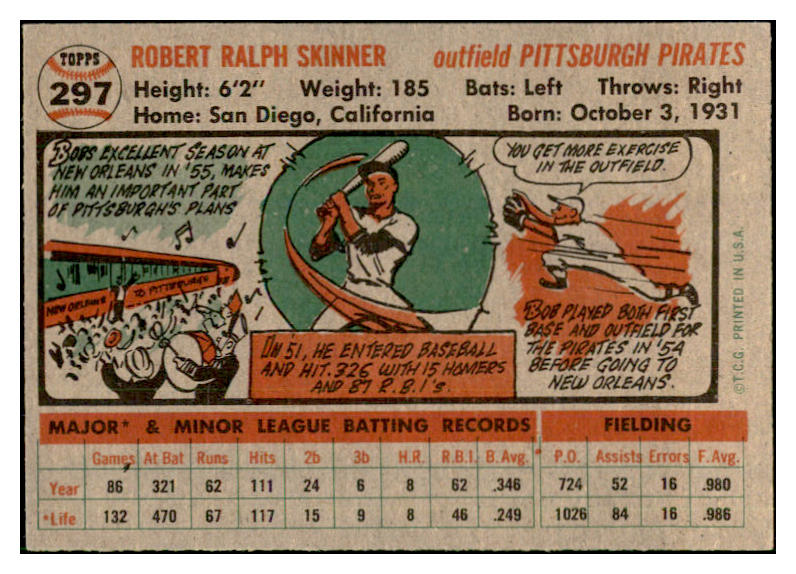 TOPPS
297
ROBERT RALPH SKINNER outfield PITTSBURGH PIRATES
Height: 6'2" Weight: 185 Bats: Left Throws: Right
Home: San Diego, California Born: October 3, 1931
BOBS EXCELLENT SEASON AT
NEW ORLEANS IN '55, MAKES
HIM AN IMPORTANT PART
OF PITTSBURGH'S PLANS
NEW ORLEANS TO PITTSBURGH
IN 51, HE ENTERED BASEBALL
AND HIT .326 WITH 15 HOMERS
AND 87 R.B.I's.
YOU GET MORE EXERCISE
IN THE OUTFIELD.
BOB PLAYED BOTH FIRST
BASE AND OUTFIELD FOR
THE PIRATES IN '54
BEFORE GOING TO
NEW ORLEANS.
©T.C.G. PRINTED IN U.S.A.
MAJOR* & MINOR LEAGUE BATTING RECORDS FIELDING
Games At Bat Runs Hits 2b 3b H.R. R.B.I. B.Avg. * P.O. Assists Errors F.Avg.
Year 86 321 62 111 24 6 8 62 .346 724 52 16 .980
*Life 132 470 67 117 15 9 8 46 .249 1026 84 16 .986